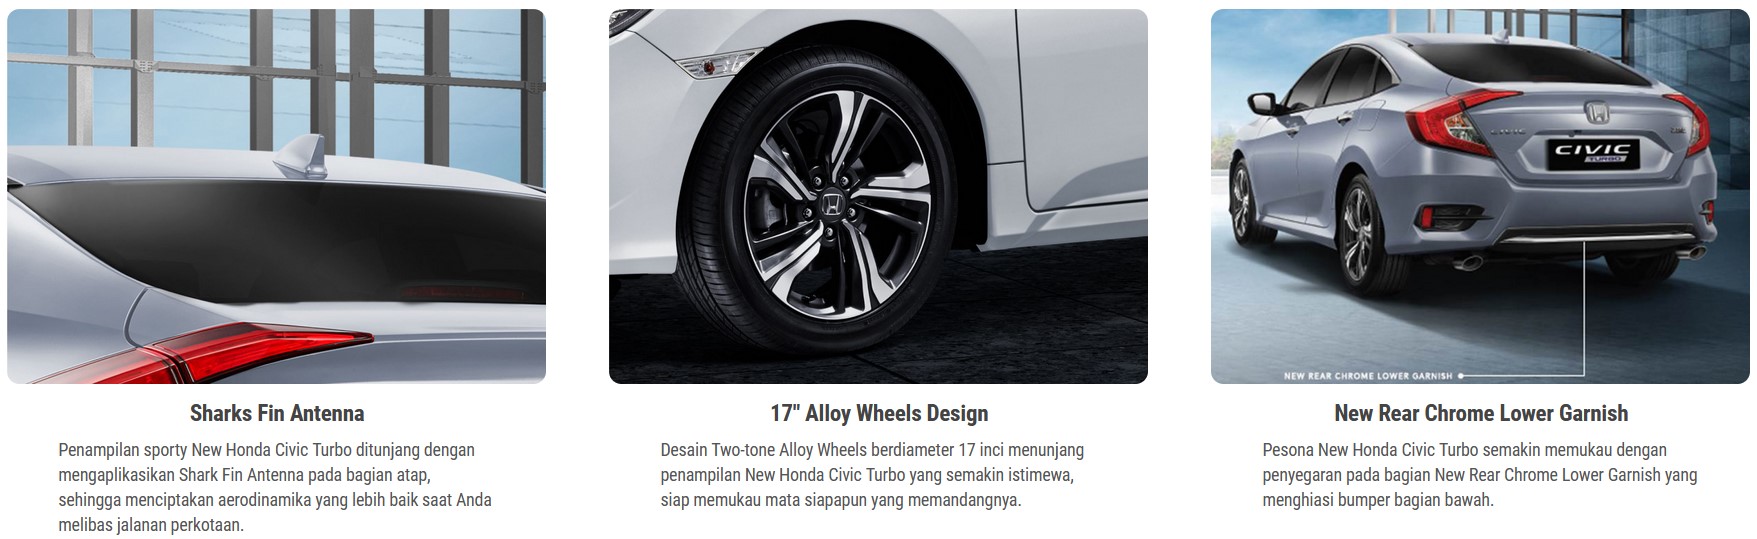 CIVIC
TURBO
NEW REAR CHROME LOWER GARNISH
Sharks Fin Antenna
Penampilan sporty New Honda Civic Turbo ditunjang dengan
mengaplikasikan Shark Fin Antenna pada bagian atap,
sehingga menciptakan aerodinamika yang lebih baik saat Anda
melibas jalanan perkotaan.
17" Alloy Wheels Design
Desain Two-tone Alloy Wheels berdiameter 17 inci menunjang
penampilan New Honda Civic Turbo yang semakin istimewa,
siap memukau mata siapapun yang memandangnya.
New Rear Chrome Lower Garnish
Pesona New Honda Civic Turbo semakin memukau dengan
penyegaran pada bagian New Rear Chrome Lower Garnish yang
menghiasi bumper bagian bawah.